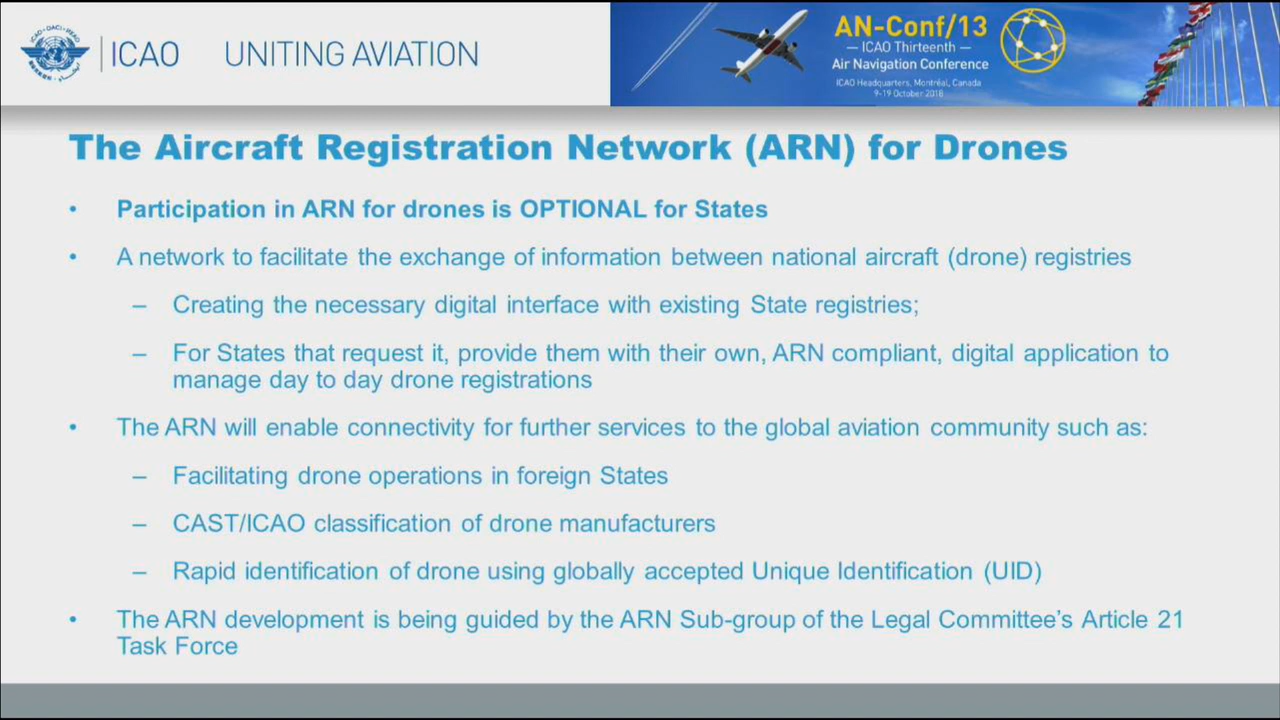 ICAO · OACI · ИКАО
ICAO
UNITING AVIATION
AN-Conf/13
— ICAO Thirteenth —
Air Navigation Conference
ICAO Headquarters, Montréal, Canada
9-19 October 2018
The Aircraft Registration Network (ARN) for Drones
• Participation in ARN for drones is OPTIONAL for States
• A network to facilitate the exchange of information between national aircraft (drone) registries
– Creating the necessary digital interface with existing State registries;
– For States that request it, provide them with their own, ARN compliant, digital application to
manage day to day drone registrations
• The ARN will enable connectivity for further services to the global aviation community such as:
– Facilitating drone operations in foreign States
– CAST/ICAO classification of drone manufacturers
– Rapid identification of drone using globally accepted Unique Identification (UID)
• The ARN development is being guided by the ARN Sub-group of the Legal Committee’s Article 21
Task Force